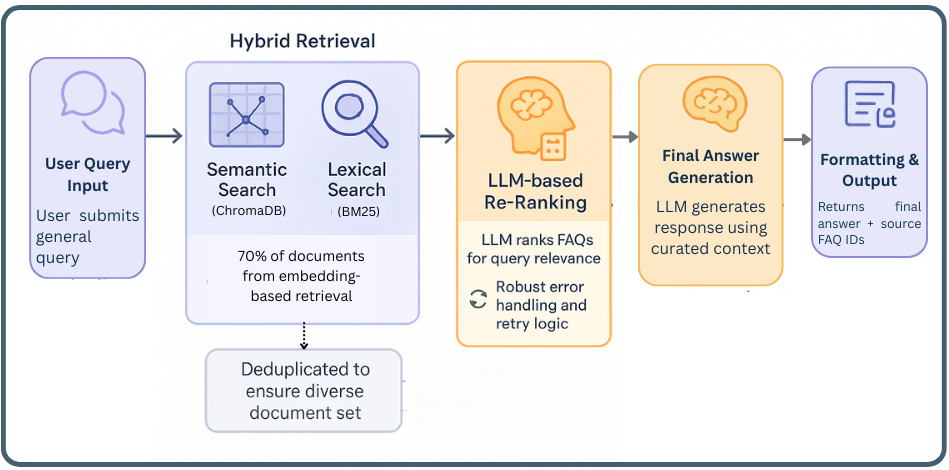 Hybrid Retrieval
User Query
Input
User submits
general
query
Semantic
Search
(ChromaDB)
Lexical
Search
(BM25)
70% of documents
from embedding-
based retrieval
Deduplicated to
ensure diverse
document set
LLM-based
Re-Ranking
LLM ranks FAQs
for query relevance
Robust error
handling and
retry logic
Final Answer
Generation
LLM generates
response using
curated context
Formatting &
Output
Returns final
answer + source
FAQ IDs